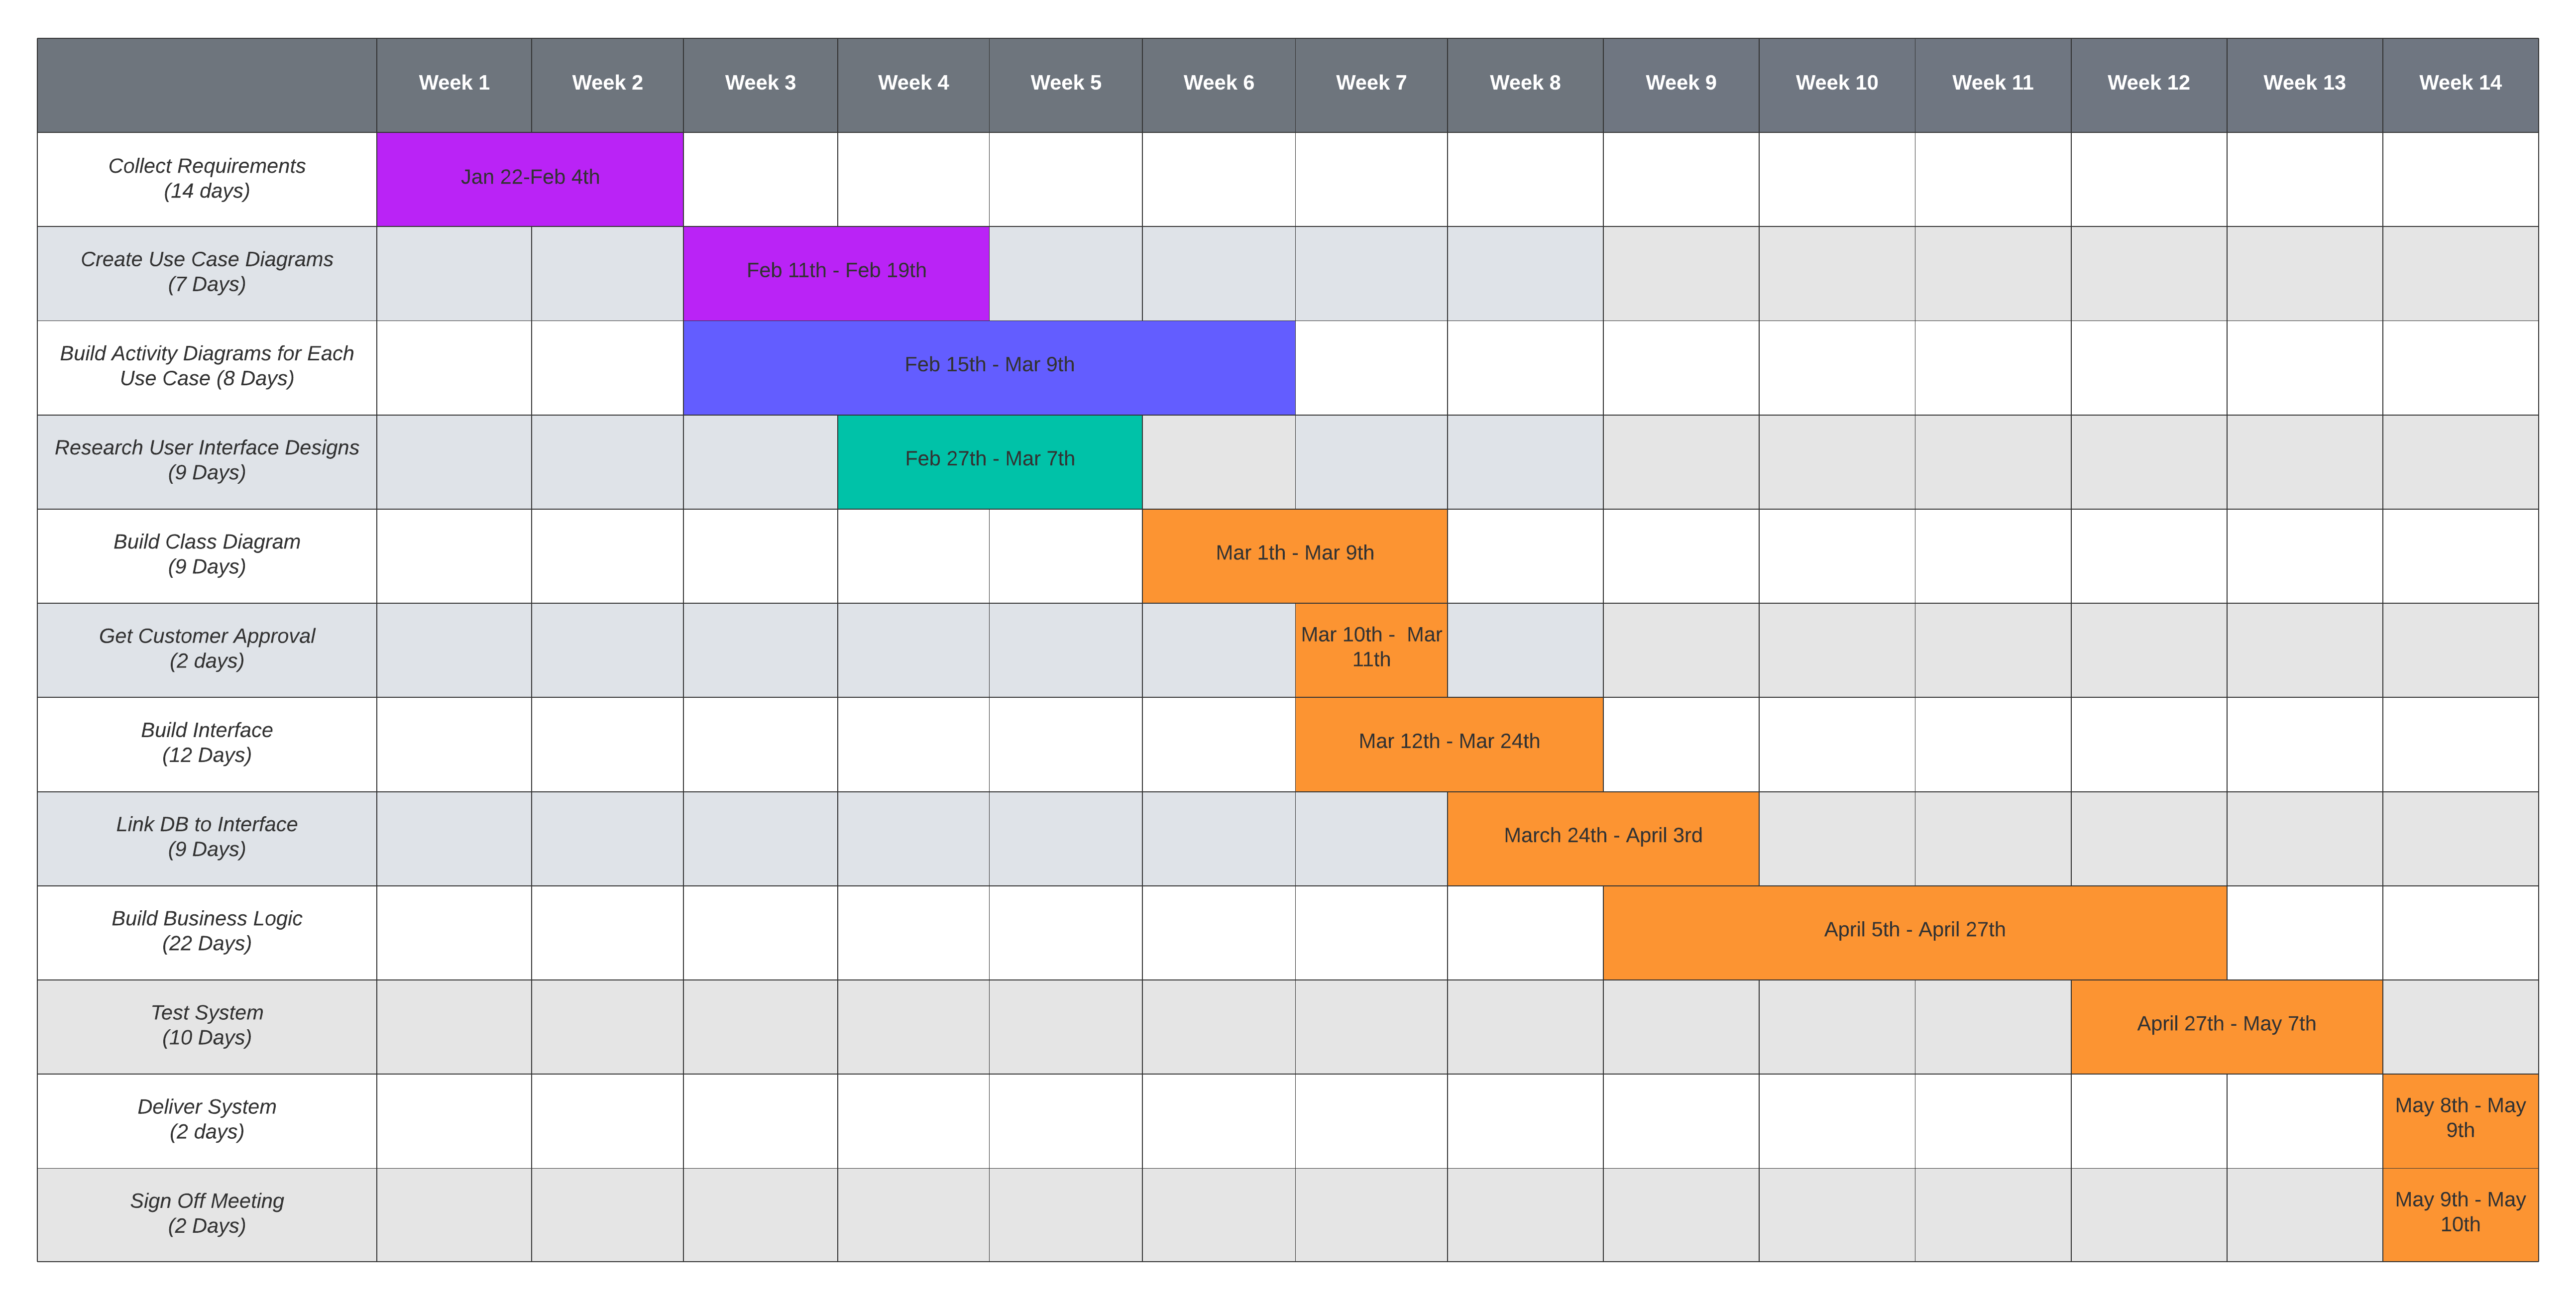 Week 1 Week 2 Week 3 Week 4 Week 5 Week 6 Week 7 Week 8 Week 9 Week 10 Week 11 Week 12 Week 13 Week 14
Collect Requirements
(14 days)
Jan 22-Feb 4th
Create Use Case Diagrams
(7 Days)
Feb 11th - Feb 19th
Build Activity Diagrams for Each
Use Case (8 Days)
Feb 15th - Mar 9th
Research User Interface Designs
(9 Days)
Feb 27th - Mar 7th
Build Class Diagram
(9 Days)
Mar 1th - Mar 9th
Get Customer Approval
(2 days)
Mar 10th - Mar
11th
Build Interface
(12 Days)
Mar 12th - Mar 24th
Link DB to Interface
(9 Days)
March 24th - April 3rd
Build Business Logic
(22 Days)
April 5th - April 27th
Test System
(10 Days)
April 27th - May 7th
Deliver System
(2 days)
May 8th - May
9th
Sign Off Meeting
(2 Days)
May 9th - May
10th